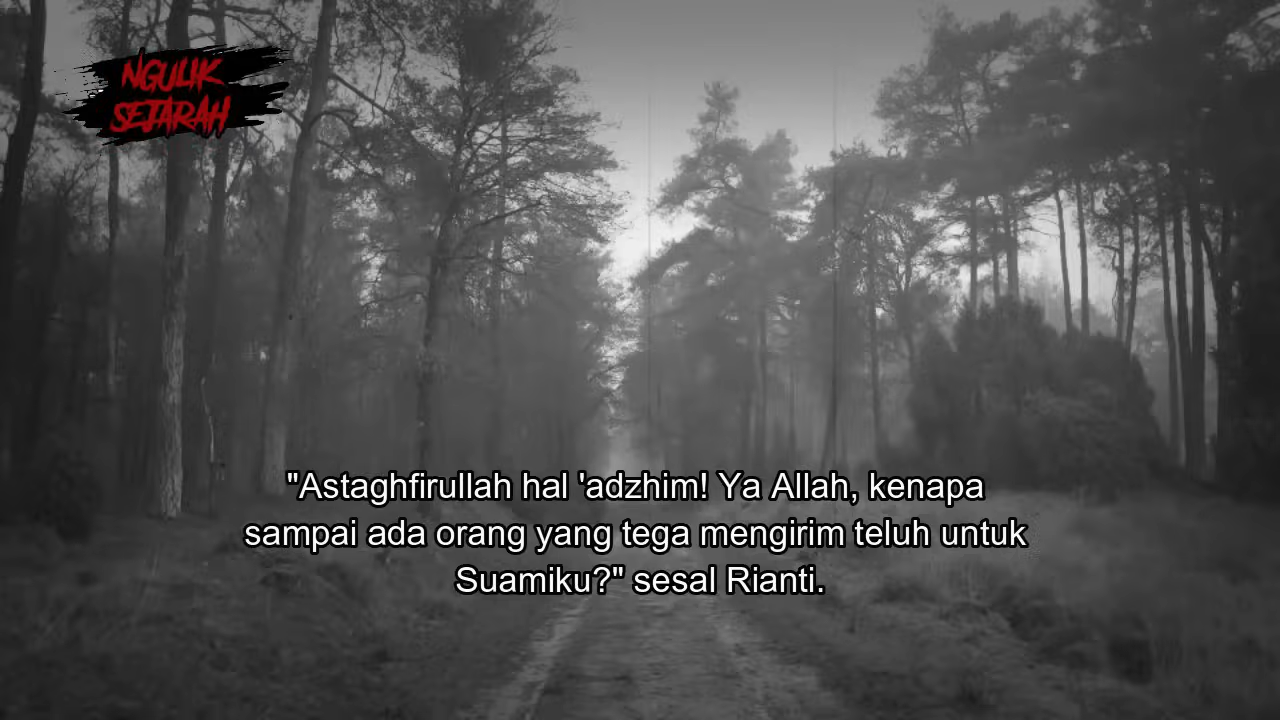 NGULIK
SEJARAH
"Astaghfirullah hal 'adzhim! Ya Allah, kenapa
sampai ada orang yang tega mengirim teluh untuk
Suamiku?" sesal Rianti.